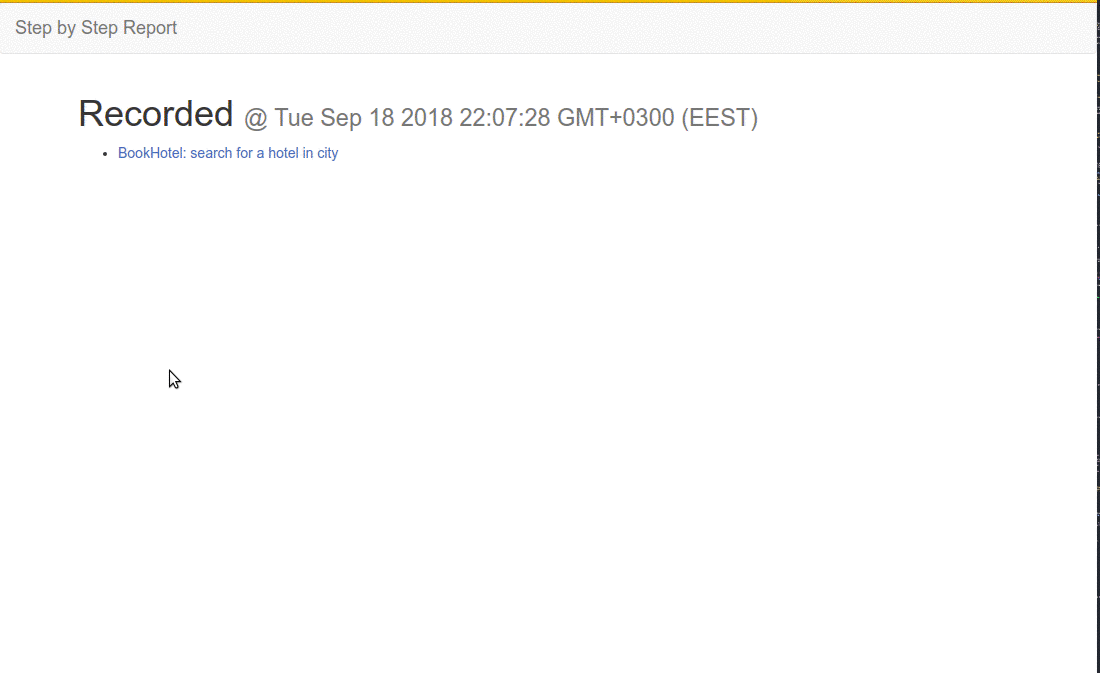 Step by Step Report
Recorded @ Tue Sep 18 2018 22:07:28 GMT+0300 (EEST)
BookHotel: search for a hotel in city